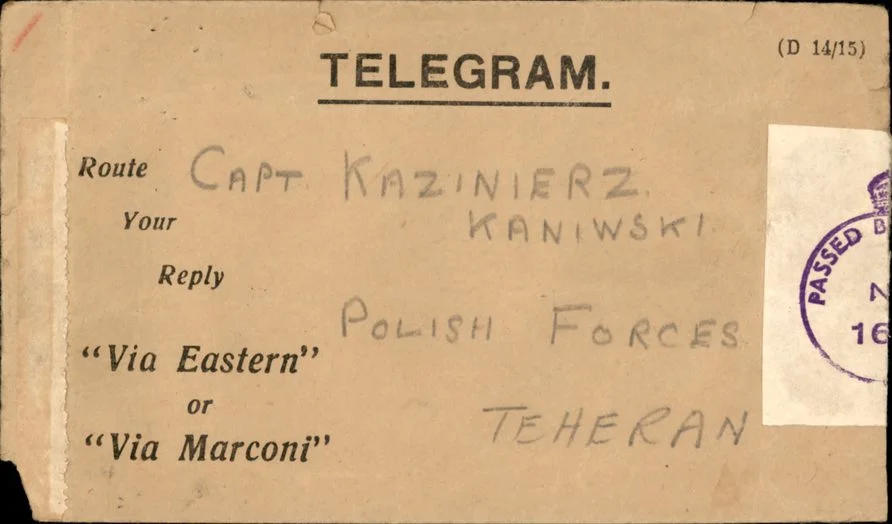 (D 14/15)
TELEGRAM.
Route CAPT. KAZINIERZ.
Your KANIWSKI
Reply
POLISH FORCES
"Via Eastern"
or
TEHERAN
"Via Marconi"
PASSED
16